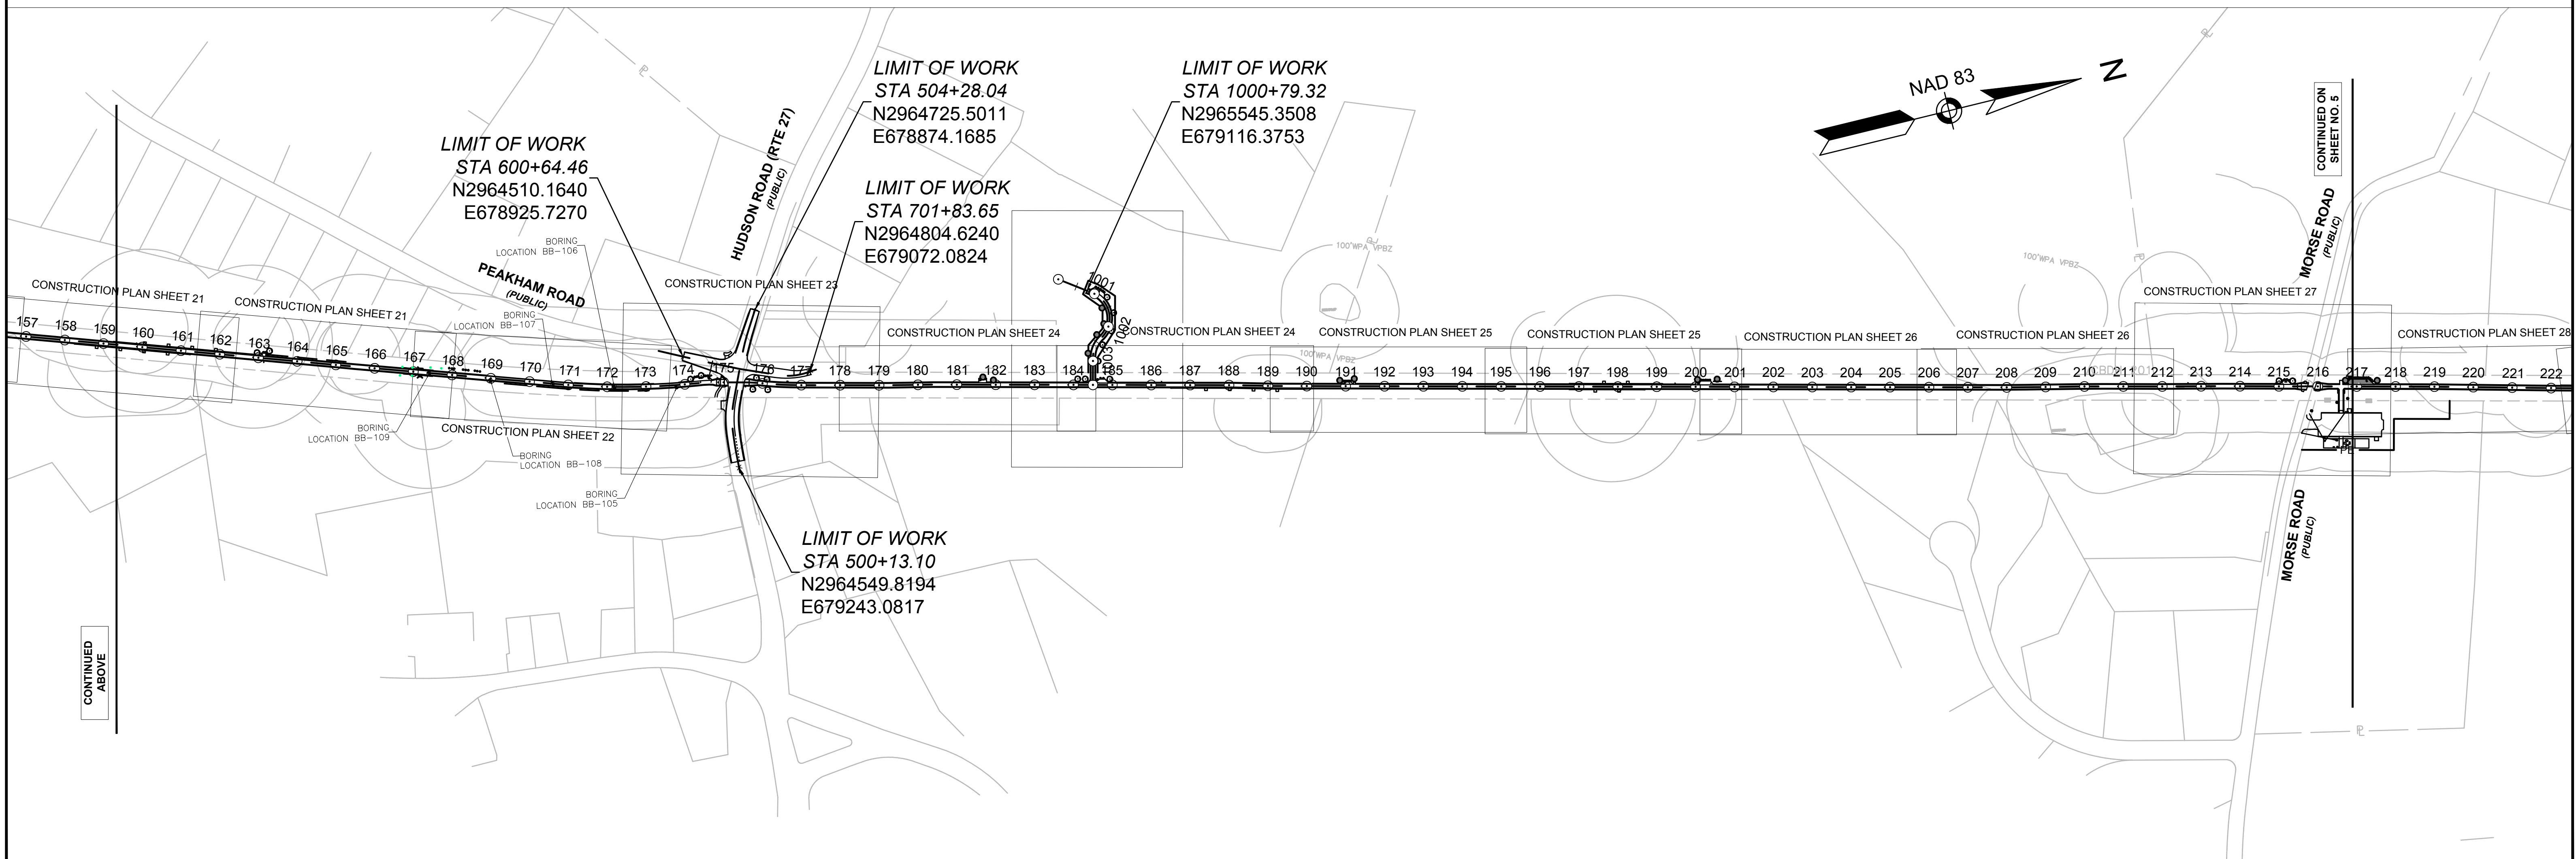 LIMIT OF WORK
STA 600+64.46
N2964510.1640
E678925.7270
HUDSON ROAD (RTE 27)
(PUBLIC)
LIMIT OF WORK
STA 504+28.04
N2964725.5011
E678874.1685
LIMIT OF WORK
STA 701+83.65
N2964804.6240
E679072.0824
LIMIT OF WORK
STA 1000+79.32
N2965545.3508
E679116.3753
NAD 83
N
CONTINUED ON
SHEET NO. 5
MORSE ROAD
(PUBLIC)
PEAKHAM ROAD
(PUBLIC)
BORING
LOCATION BB-106
BORING
LOCATION BB-107
100'WPA VPBZ
100'WPA VPBZ
100'WPA VPBZ
CONSTRUCTION PLAN SHEET 21
CONSTRUCTION PLAN SHEET 21
CONSTRUCTION PLAN SHEET 23
CONSTRUCTION PLAN SHEET 24
CONSTRUCTION PLAN SHEET 24
CONSTRUCTION PLAN SHEET 25
CONSTRUCTION PLAN SHEET 25
CONSTRUCTION PLAN SHEET 26
CONSTRUCTION PLAN SHEET 26
CONSTRUCTION PLAN SHEET 27
CONSTRUCTION PLAN SHEET 28
1001
1002
157 158 159 160 161 162 163 164 165 166 167 168 169 170 171 172 173 174 175 176 177 178 179 180 181 182 183 184 185 186 187 188 189 190 191 192 193 194 195 196 197 198 199 200 201 202 203 204 205 206 207 208 209 210 211 212 213 214 215 216 217 218 219 220 221 222
CONSTRUCTION PLAN SHEET 22
BORING
LOCATION BB-109
BORING
LOCATION BB-108
BORING
LOCATION BB-105
LIMIT OF WORK
STA 500+13.10
N2964549.8194
E679243.0817
MORSE ROAD
(PUBLIC)
CONTINUED
ABOVE